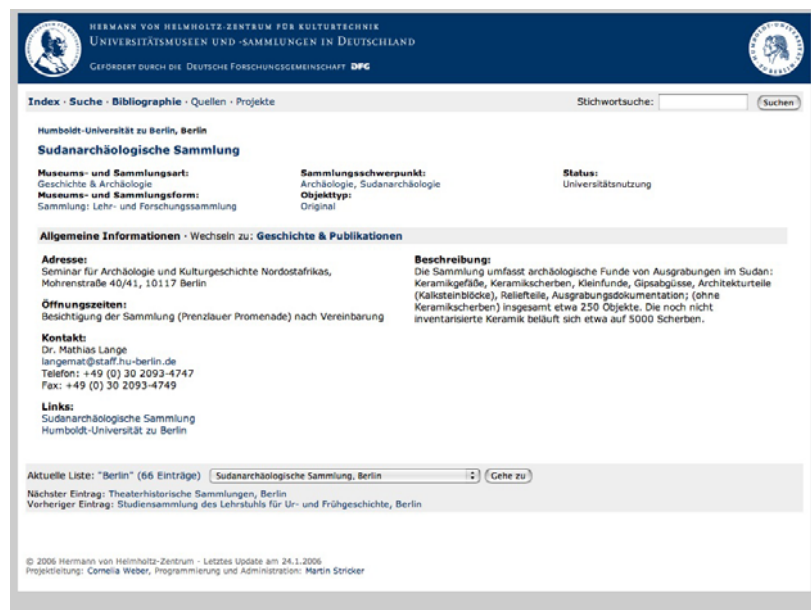 HERMANN VON HELMHOLTZ-ZENTRUM FÜR KULTURTECHNIK
UNIVERSITÄTSMUSEEN UND -SAMMLUNGEN IN DEUTSCHLAND
GEFÖRDERT DURCH DIE DEUTSCHE FORSCHUNGSGEMEINSCHAFT DFG
Index · Suche · Bibliographie · Quellen · Projekte
Stichwortsuche: Suchen
Humboldt-Universität zu Berlin, Berlin
Sudanarchäologische Sammlung
Museums- und Sammlungsart:
Geschichte & Archäologie
Museums- und Sammlungsform:
Sammlung: Lehr- und Forschungssammlung
Sammlungsschwerpunkt:
Archäologie, Sudanarchäologie
Objekttyp:
Original
Status:
Universitätsnutzung
Allgemeine Informationen · Wechseln zu: Geschichte & Publikationen
Adresse:
Seminar für Archäologie und Kulturgeschichte Nordostafrikas,
Mohrenstraße 40/41, 10117 Berlin
Öffnungszeiten:
Besichtigung der Sammlung (Prenzlauer Promenade) nach Vereinbarung
Kontakt:
Dr. Mathias Lange
langemat@staff.hu-berlin.de
Telefon: +49 (0) 30 2093-4747
Fax: +49 (0) 30 2093-4749
Links:
Sudanarchäologische Sammlung
Humboldt-Universität zu Berlin
Beschreibung:
Die Sammlung umfasst archäologische Funde von Ausgrabungen im Sudan:
Keramikgefäße, Keramikscherben, Kleinfunde, Gipsabgüsse, Architekturteile
(Kalksteinblöcke), Reliefteile, Ausgrabungsdokumentation; (ohne
Keramikscherben) insgesamt etwa 250 Objekte. Die noch nicht
inventarisierte Keramik beläuft sich etwa auf 5000 Scherben.
Aktuelle Liste: "Berlin" (66 Einträge) Sudanarchäologische Sammlung, Berlin Gehe zu
Nächster Eintrag: Theaterhistorische Sammlungen, Berlin
Vorheriger Eintrag: Studiensammlung des Lehrstuhls für Ur- und Frühgeschichte, Berlin
© 2006 Hermann von Helmholtz-Zentrum - Letztes Update am 24.1.2006
Projektleitung: Cornelia Weber, Programmierung und Administration: Martin Stricker